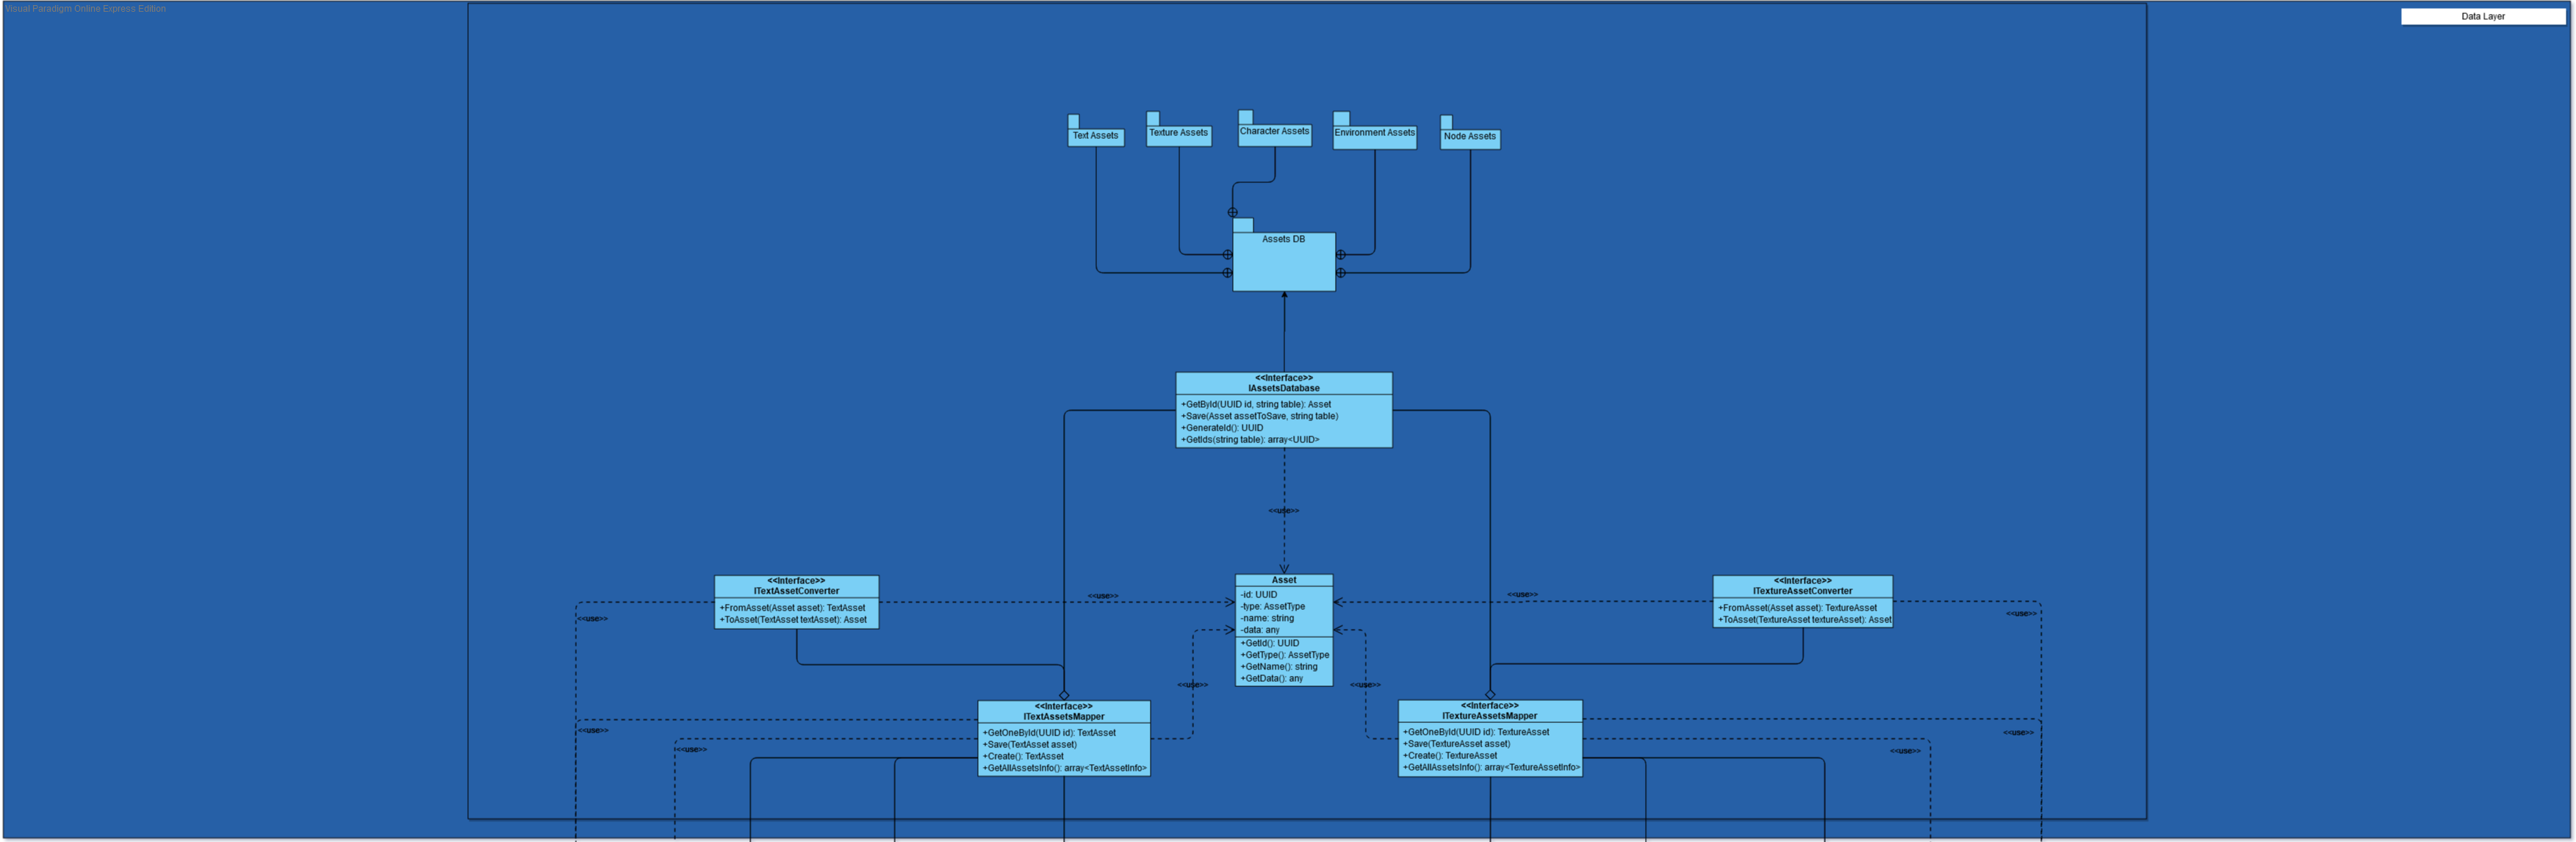 Visual Paradigm Online Express Edition
Data Layer
Text Assets
Texture Assets
Character Assets
Environment Assets
Node Assets
Assets DB
<<Interface>>
IAssetsDatabase
+GetById(UUID id, string table): Asset
+Save(Asset assetToSave, string table)
+GenerateId(): UUID
+GetIds(string table): array<UUID>
<<use>>
<<Interface>>
ITextAssetConverter
+FromAsset(Asset asset): TextAsset
+ToAsset(TextAsset textAsset): Asset
<<use>>
<<use>>
Asset
-id: UUID
-type: AssetType
-name: string
-data: any
+GetId(): UUID
+GetType(): AssetType
+GetName(): string
+GetData(): any
<<use>>
<<Interface>>
ITextureAssetConverter
+FromAsset(Asset asset): TextureAsset
+ToAsset(TextureAsset textureAsset): Asset
<<use>>
<<use>>
<<use>>
<<Interface>>
ITextAssetsMapper
+GetOneById(UUID id): TextAsset
+Save(TextAsset asset)
+Create(): TextAsset
+GetAllAssetsInfo(): array<TextAssetInfo>
<<use>>
<<use>>
<<Interface>>
ITextureAssetsMapper
+GetOneById(UUID id): TextureAsset
+Save(TextureAsset asset)
+Create(): TextureAsset
+GetAllAssetsInfo(): array<TextureAssetInfo>
<<use>>
<<use>>